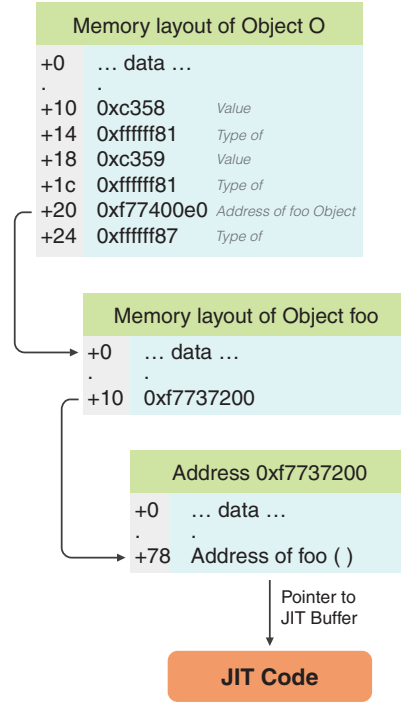 Memory layout of Object O
+0 … data …
. .
+10 0xc358 Value
+14 0xffffff81 Type of
+18 0xc359 Value
+1c 0xffffff81 Type of
+20 0xf77400e0 Address of foo Object
+24 0xffffff87 Type of
Memory layout of Object foo
+0 … data …
. .
+10 0xf7737200
Address 0xf7737200
+0 … data …
. .
+78 Address of foo ( )
Pointer to
JIT Buffer
JIT Code